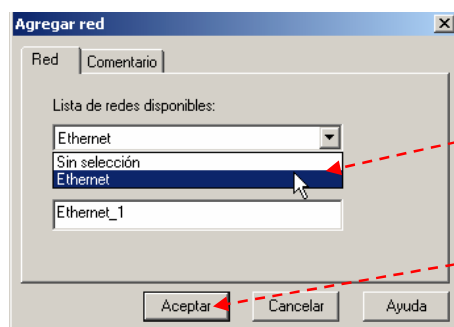 Agregar red
Red Comentario
Lista de redes disponibles:
Ethernet
Sin selección
Ethernet
Ethernet_1
Aceptar Cancelar Ayuda